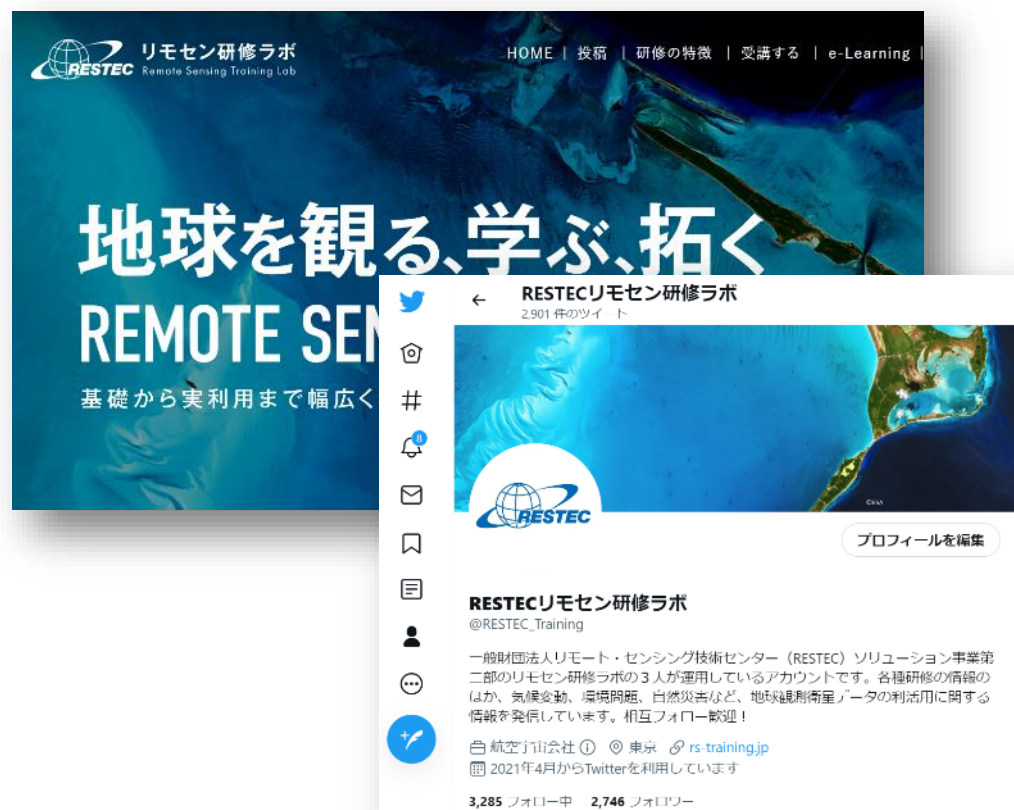 RESTEC
リモセン研修ラボ
Remote Sensing Training Lab
HOME | 投稿 | 研修の特徴 | 受講する | e-Learning |
地球を観る、学ぶ、拓く
REMOTE SEN
基礎から実利用まで幅広く
RESTECリモセン研修ラボ
2,901 件のツイート
8
RESTEC
プロフィールを編集
RESTECリモセン研修ラボ
@RESTEC_Training
一般財団法人リモート・センシング技術センター（RESTEC）ソリューション事業第
二部のリモセン研修ラボの３人が運用しているアカウントです。各種研修の情報の
ほか、気候変動、環境問題、自然災害など、地球観測衛星データの利活用に関する
情報を発信しています。相互フォロー歓迎！
航空宇宙会社 東京 rs-training.jp
2021年4月からTwitterを利用しています
3,285 フォロー中 2,746 フォロワー